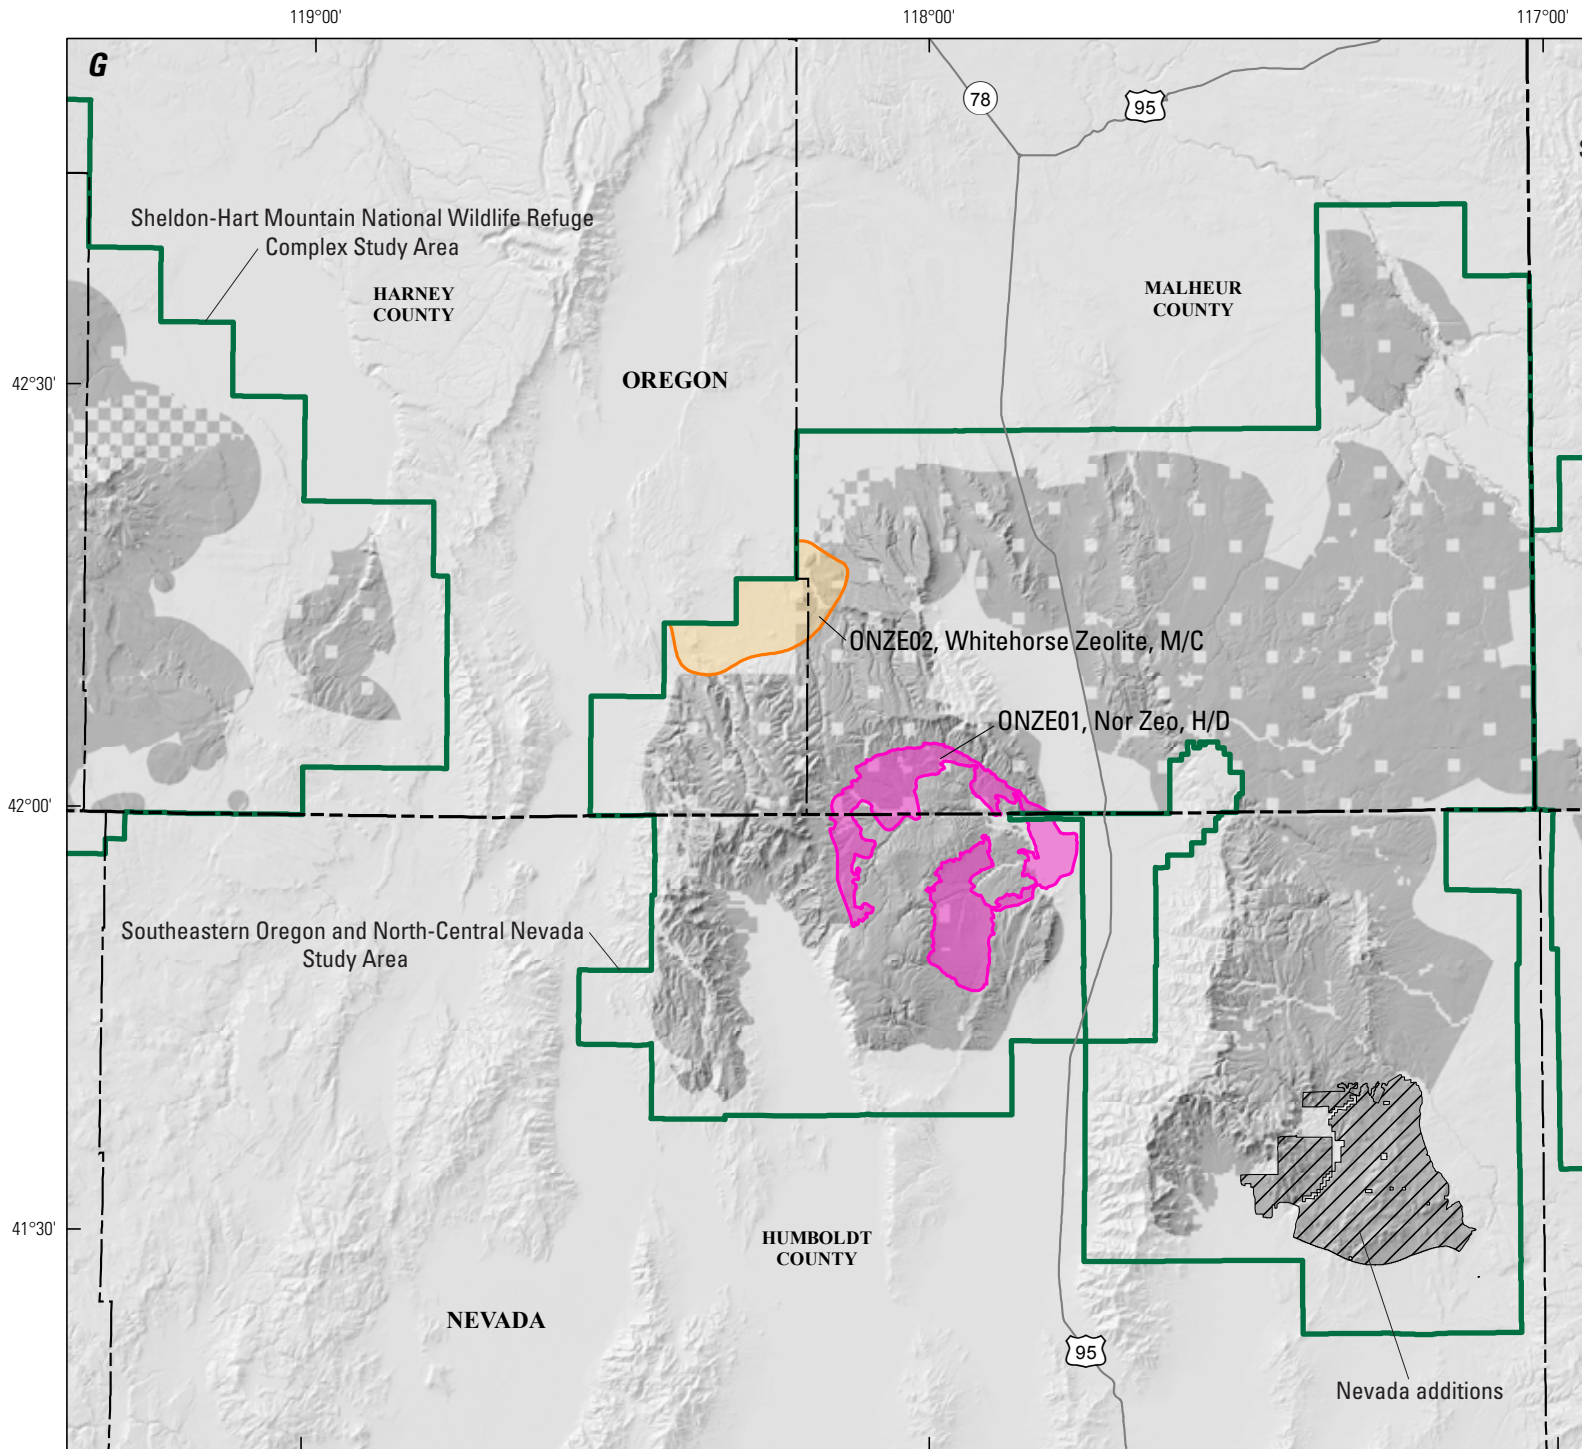 119°00'
118°00'
117°00'
G
78
95
Sheldon-Hart Mountain National Wildlife Refuge
Complex Study Area
HARNEY
COUNTY
MALHEUR
COUNTY
42°30'
OREGON
ONZE02, Whitehorse Zeolite, M/C
ONZE01, Nor Zeo, H/D
42°00'
Southeastern Oregon and North-Central Nevada
Study Area
41°30'
HUMBOLDT
COUNTY
NEVADA
95
Nevada additions